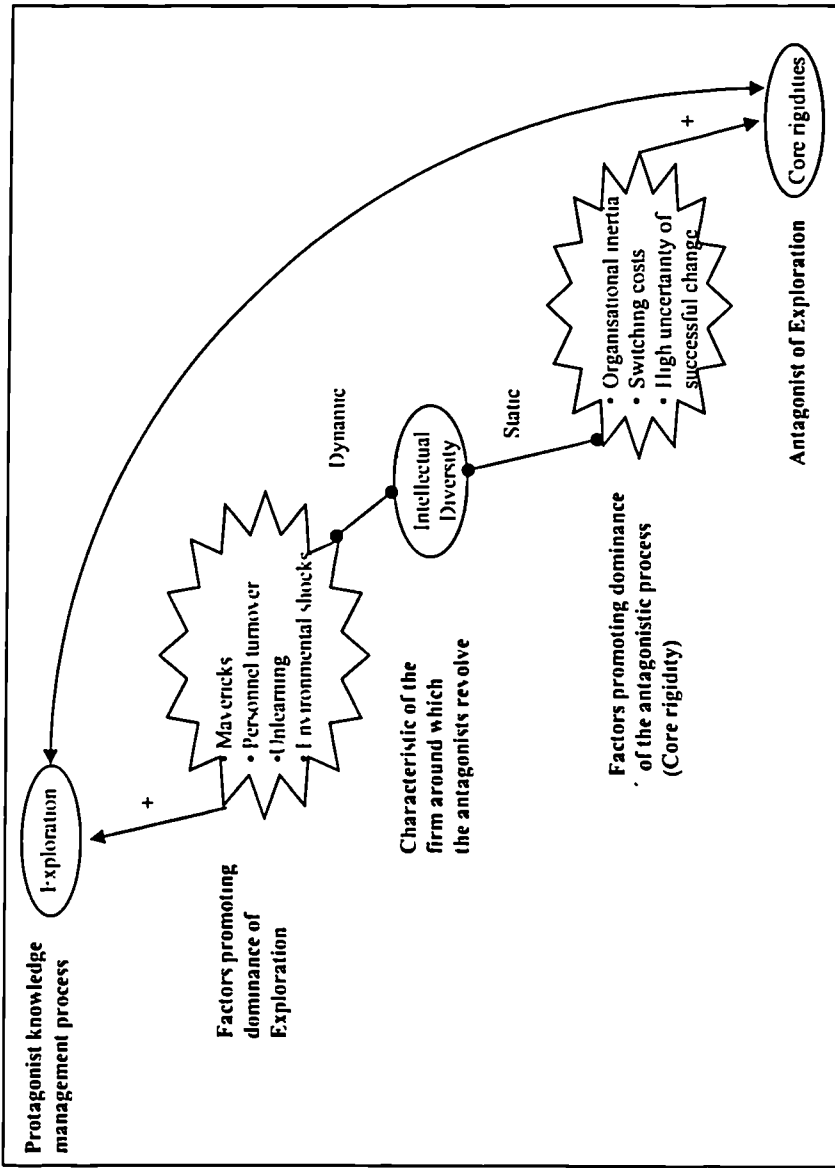 Protagonist knowledge
management process
Exploration
+
Factors promoting
dominance of
Exploration
• Mavericks
• Personnel turnover
•Unlearning
• Environmental shocks
Dynamic
Characteristic of the
firm around which
the antagonists revolve
Intellectual
Diversity
Static
Factors promoting dominance
of the antagonistic process
(Core rigidity)
• Organisational inertia
• Switching costs
• High uncertainty of
successful change
+
Antagonist of Exploration
Core rigidities